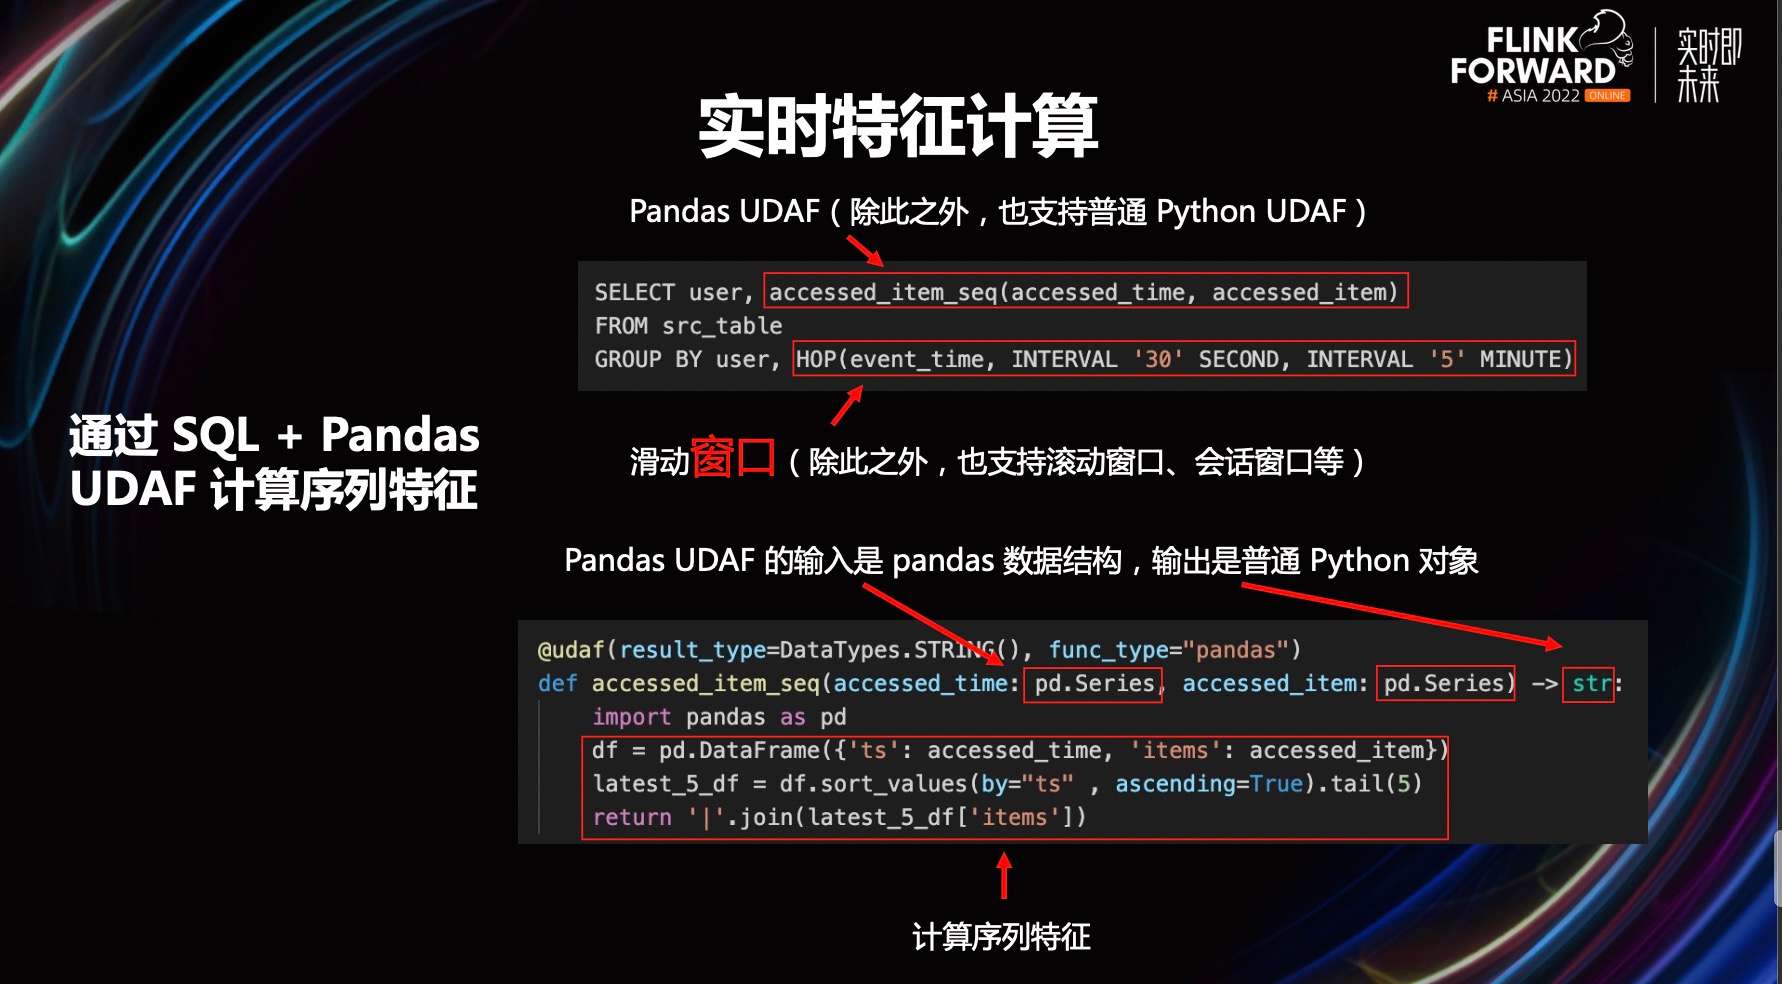 FLINK
FORWARD
# ASIA 2022 ONLINE
实时即
未来
实时特征计算
Pandas UDAF（除此之外，也支持普通 Python UDAF）
SELECT user, accessed_item_seq(accessed_time, accessed_item)
FROM src_table
GROUP BY user, HOP(event_time, INTERVAL '30' SECOND, INTERVAL '5' MINUTE)
滑动窗口（除此之外，也支持滚动窗口、会话窗口等）
通过 SQL + Pandas
UDAF 计算序列特征
Pandas UDAF 的输入是 pandas 数据结构，输出是普通 Python 对象
@udaf(result_type=DataTypes.STRING(), func_type="pandas")
def accessed_item_seq(accessed_time: pd.Series, accessed_item: pd.Series) -> str:
import pandas as pd
df = pd.DataFrame({'ts': accessed_time, 'items': accessed_item})
latest_5_df = df.sort_values(by="ts" , ascending=True).tail(5)
return '|'.join(latest_5_df['items'])
计算序列特征